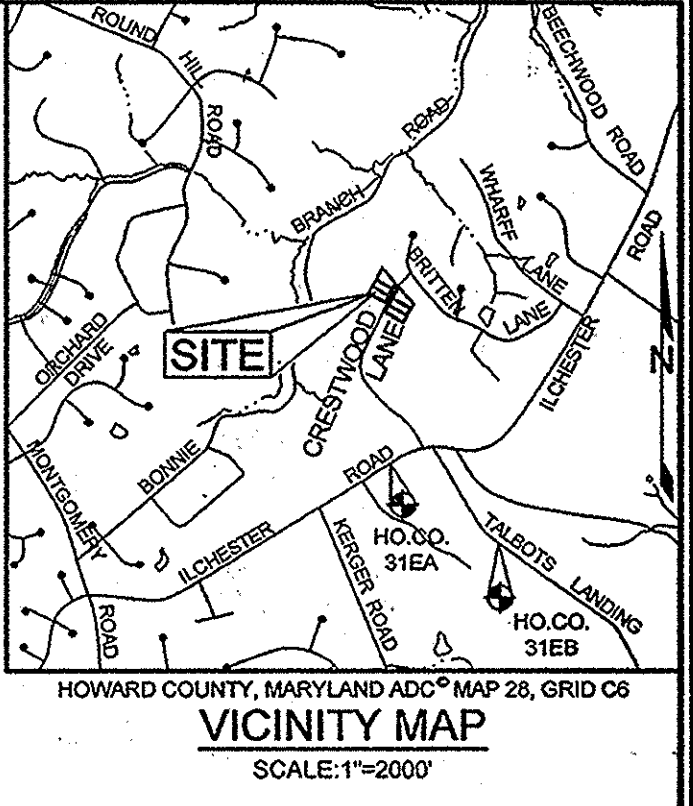 ROUND
HILL
ROAD
BEECHWOOD ROAD
ROAD
BRANCH
WHARFF
LANE
BRITTEN
LANE
ROAD
ILCHESTER
N
SITE
CRESTWOOD
LANE
ORCHARD
DRIVE
MONTGOMERY
ROAD
BONNIE
ILCHESTER
ROAD
KERGER ROAD
HO.CO.
31EA
TALBOTS
LANDING
HO.CO.
31EB
HOWARD COUNTY, MARYLAND ADC© MAP 28, GRID C6
VICINITY MAP
SCALE:1"=2000'